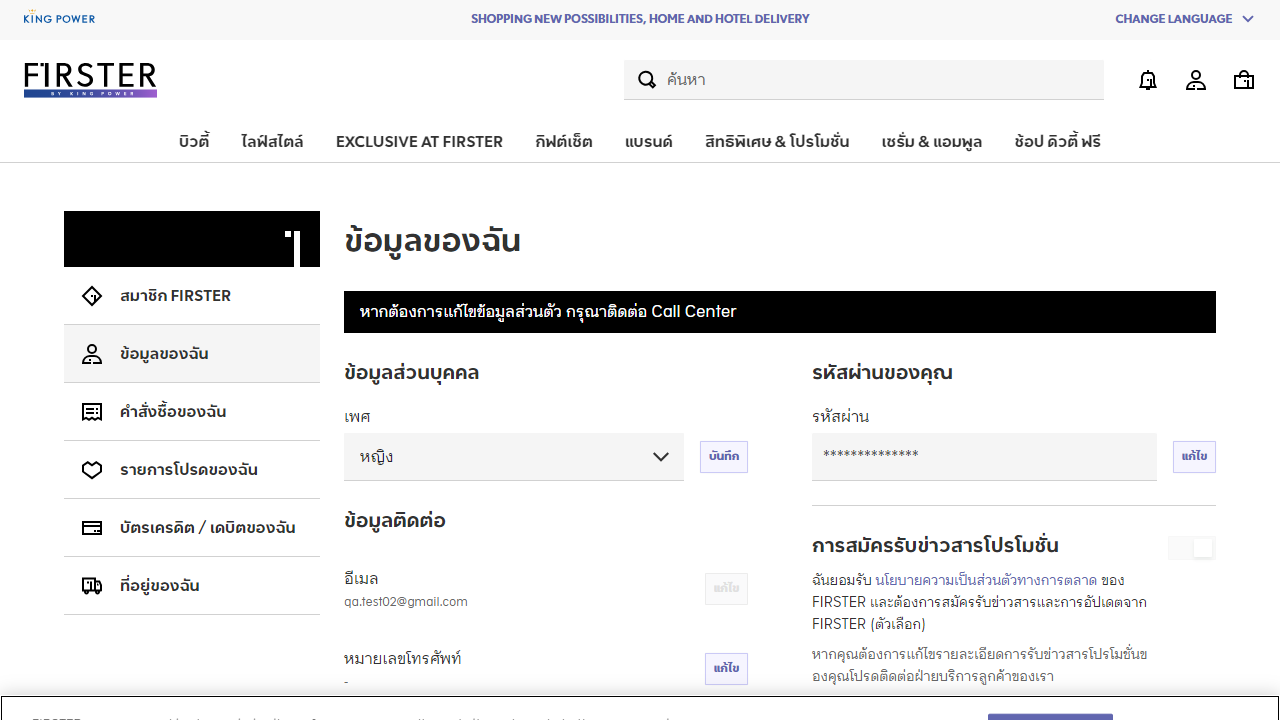 KING POWER
SHOPPING NEW POSSIBILITIES, HOME AND HOTEL DELIVERY
CHANGE LANGUAGE
FIRSTER
BY KING POWER
ค้นหา
บิวตี้
ไลฟ์สไตล์
EXCLUSIVE AT FIRSTER
กิฟต์เซ็ต
แบรนด์
สิทธิพิเศษ & โปรโมชั่น
เซรั่ม & แอมพูล
ช้อป ดิวตี้ ฟรี
สมาชิก FIRSTER
ข้อมูลของฉัน
คำสั่งซื้อของฉัน
รายการโปรดของฉัน
บัตรเครดิต / เดบิตของฉัน
ที่อยู่ของฉัน
ข้อมูลของฉัน
หากต้องการแก้ไขข้อมูลส่วนตัว กรุณาติดต่อ Call Center
ข้อมูลส่วนบุคคล
เพศ
หญิง
บันทึก
ข้อมูลติดต่อ
อีเมล
qa.test02@gmail.com
แก้ไข
หมายเลขโทรศัพท์
-
แก้ไข
รหัสผ่านของคุณ
รหัสผ่าน
**************
แก้ไข
การสมัครรับข่าวสารโปรโมชั่น
ฉันยอมรับ นโยบายความเป็นส่วนตัวทางการตลาด ของ
FIRSTER และต้องการสมัครรับข่าวสารและการอัปเดตจาก
FIRSTER (ตัวเลือก)
หากคุณต้องการแก้ไขรายละเอียดการรับข่าวสารโปรโมชั่นข
องคุณโปรดติดต่อฝ่ายบริการลูกค้าของเรา